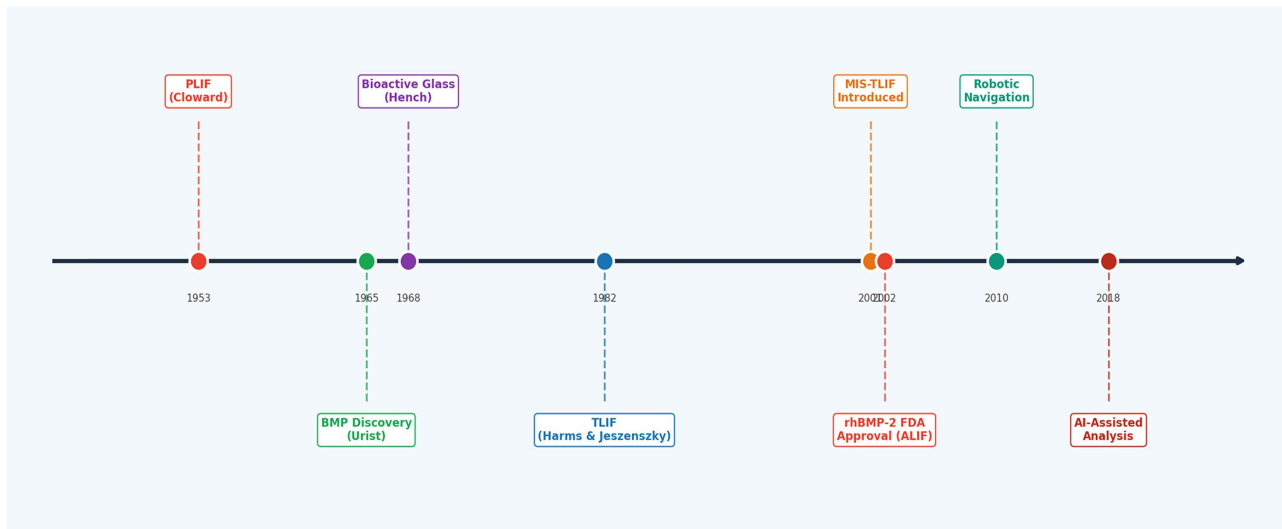 PLIF
(Cloward)
Bioactive Glass
(Hench)
MIS-TLIF
Introduced
Robotic
Navigation
1953
1965
1968
1982
2001
2002
2010
2018
BMP Discovery
(Urist)
TLIF
(Harms & Jeszenszky)
rhBMP-2 FDA
Approval (ALIF)
AI-Assisted
Analysis